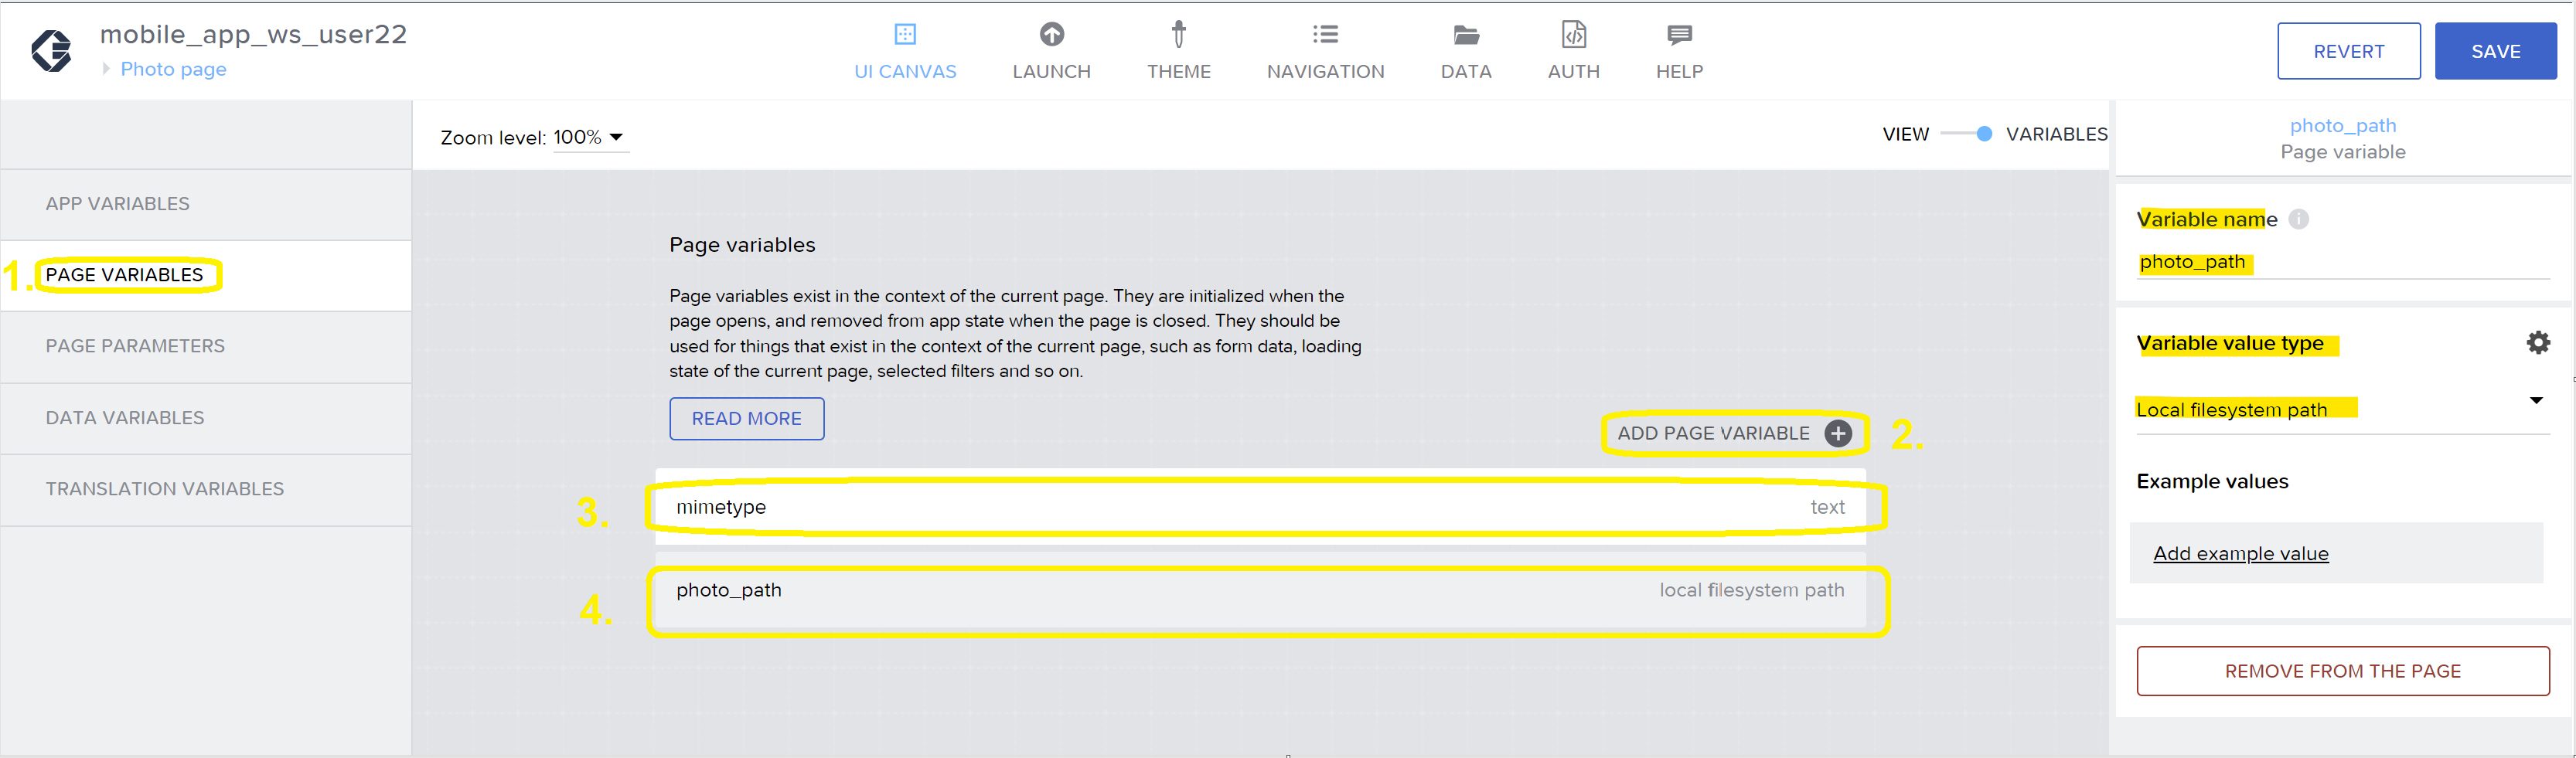 mobile_app_ws_user22
Photo page
UI CANVAS
LAUNCH
THEME
NAVIGATION
DATA
AUTH
HELP
REVERT
SAVE
APP VARIABLES
1. PAGE VARIABLES
PAGE PARAMETERS
DATA VARIABLES
TRANSLATION VARIABLES
Zoom level: 100%
VIEW
VARIABLES
Page variables
Page variables exist in the context of the current page. They are initialized when the
page opens, and removed from app state when the page is closed. They should be
used for things that exist in the context of the current page, such as form data, loading
state of the current page, selected filters and so on.
READ MORE
ADD PAGE VARIABLE 2.
3. mimetype text
4. photo_path local filesystem path
photo_path
Page variable
Variable name
photo_path
Variable value type
Local filesystem path
Example values
Add example value
REMOVE FROM THE PAGE